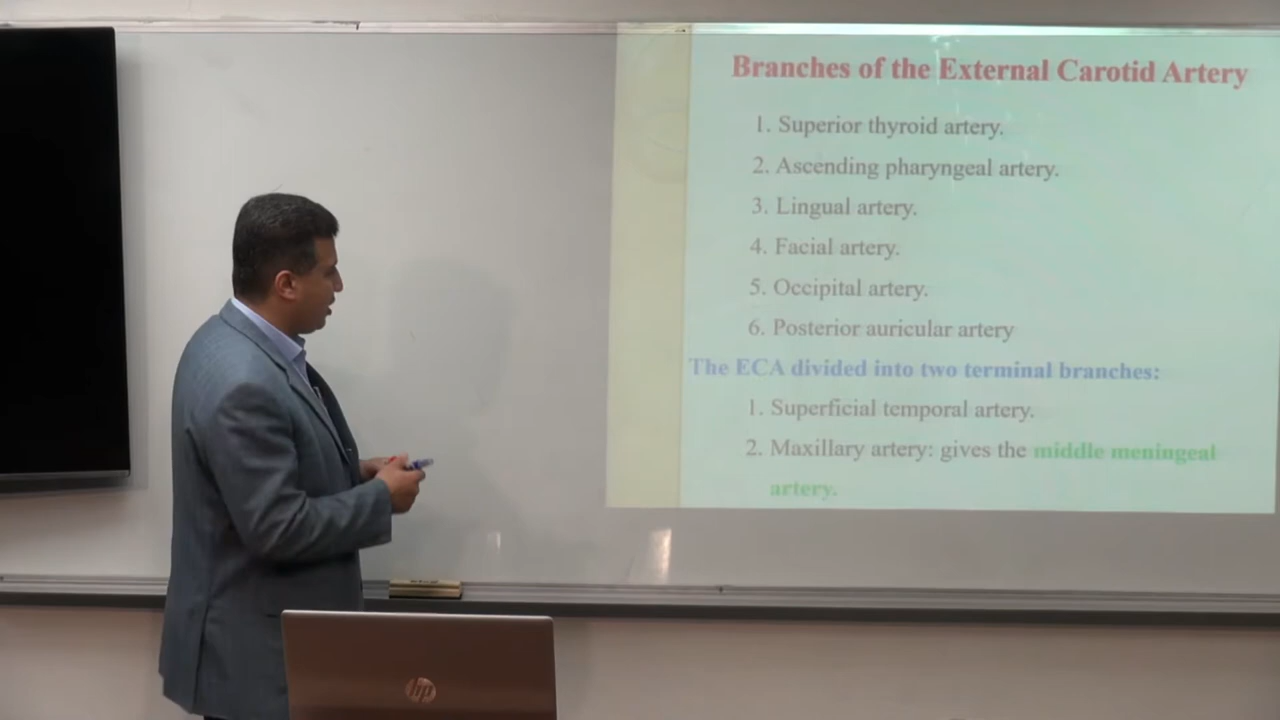 Branches of the External Carotid Artery
1. Superior thyroid artery.
2. Ascending pharyngeal artery.
3. Lingual artery.
4. Facial artery.
5. Occipital artery.
6. Posterior auricular artery
The ECA divided into two terminal branches:
1. Superficial temporal artery.
2. Maxillary artery: gives the middle meningeal
artery.
hp